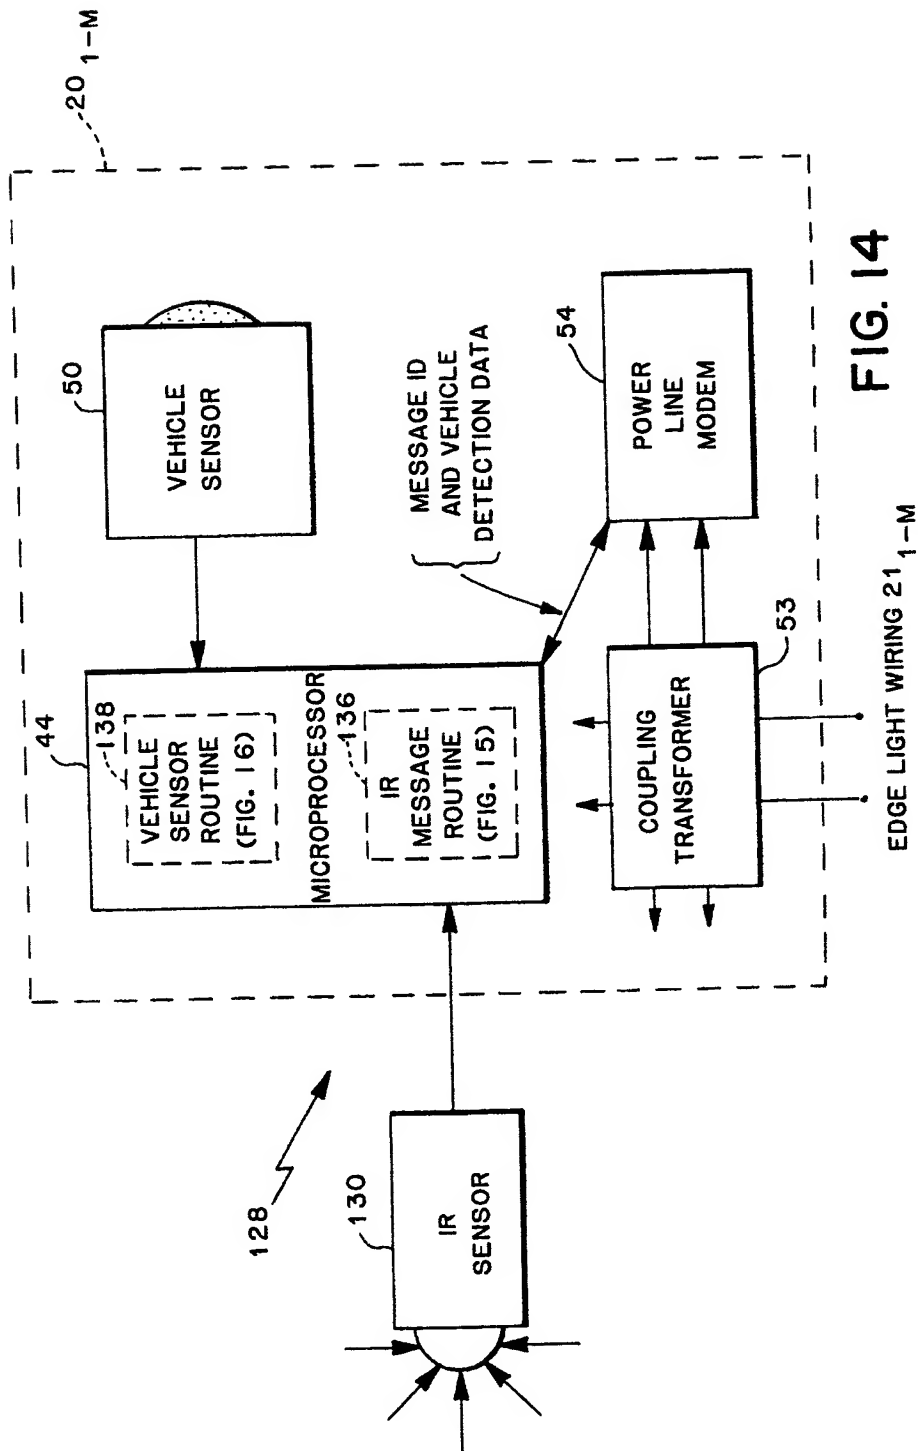 20 1-M
50
VEHICLE
SENSOR
44
138
VEHICLE
SENSOR
ROUTINE
(FIG. 16)
MICROPROCESSOR
136
IR
MESSAGE
ROUTINE
(FIG. 15)
MESSAGE ID
AND VEHICLE
DETECTION DATA
54
POWER
LINE
MODEM
53
COUPLING
TRANSFORMER
128
130
IR
SENSOR
EDGE LIGHT WIRING 21 1-M
FIG. 14